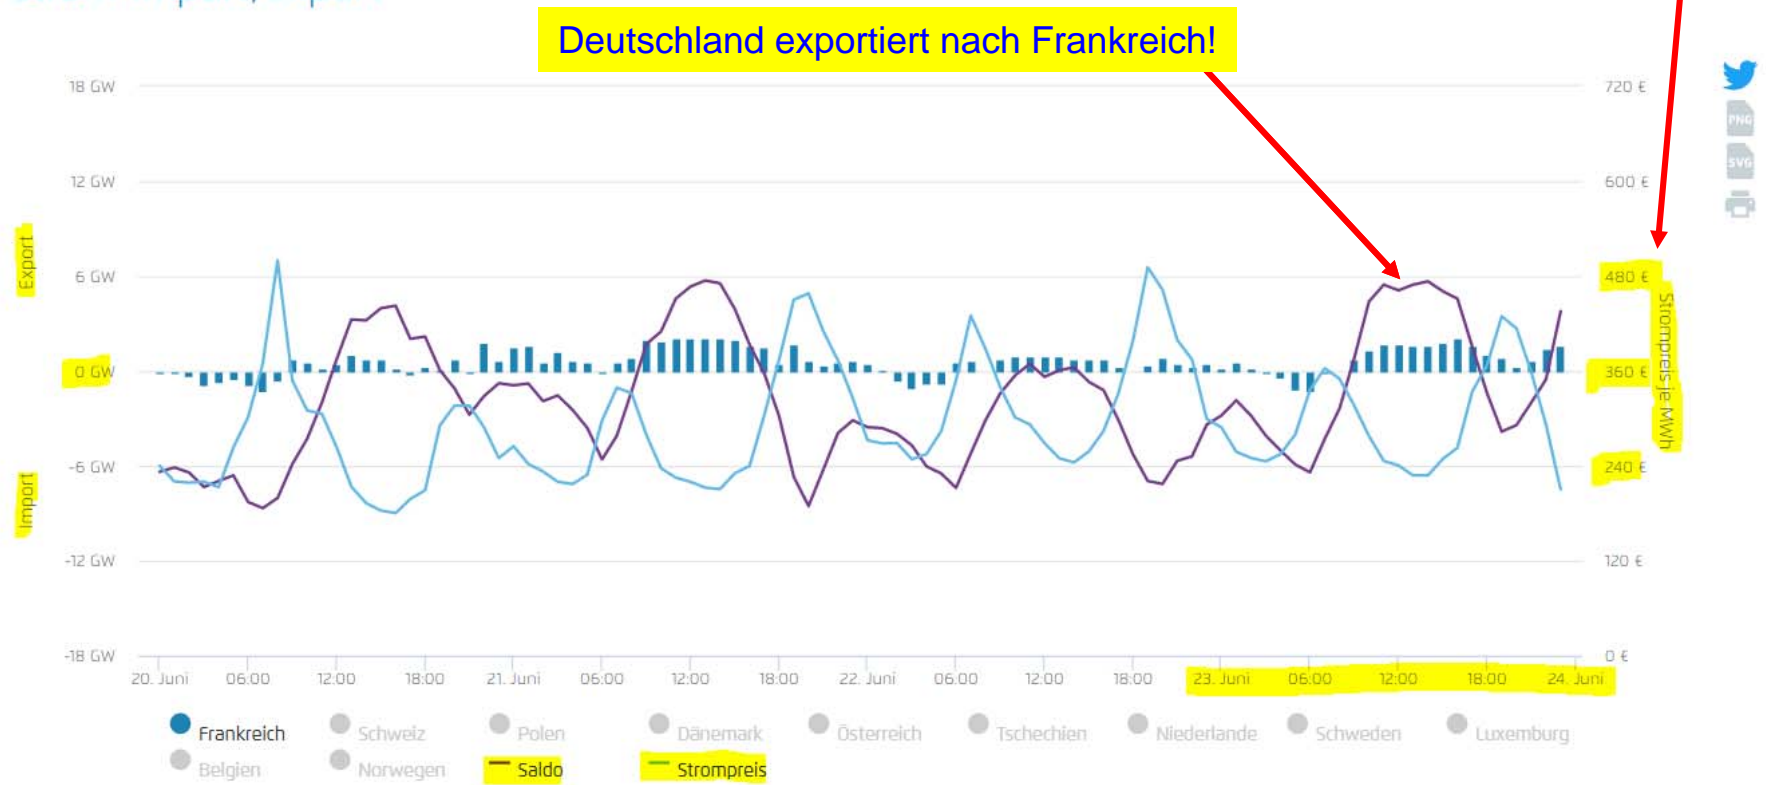 Deutschland exportiert nach Frankreich!
18 GW
720 €
PNG
12 GW
600 €
SVG
Export
6 GW
480 €
Strompreis je MWh
0 GW
360 €
Import
-6 GW
240 €
-12 GW
120 €
-18 GW
0 €
20. Juni 06:00 12:00 18:00 21. Juni 06:00 12:00 18:00 22. Juni 06:00 12:00 18:00 23. Juni 06:00 12:00 18:00 24. Juni
Frankreich Schweiz Polen Dänemark Österreich Tschechien Niederlande Schweden Luxemburg
Belgien Norwegen Saldo Strompreis